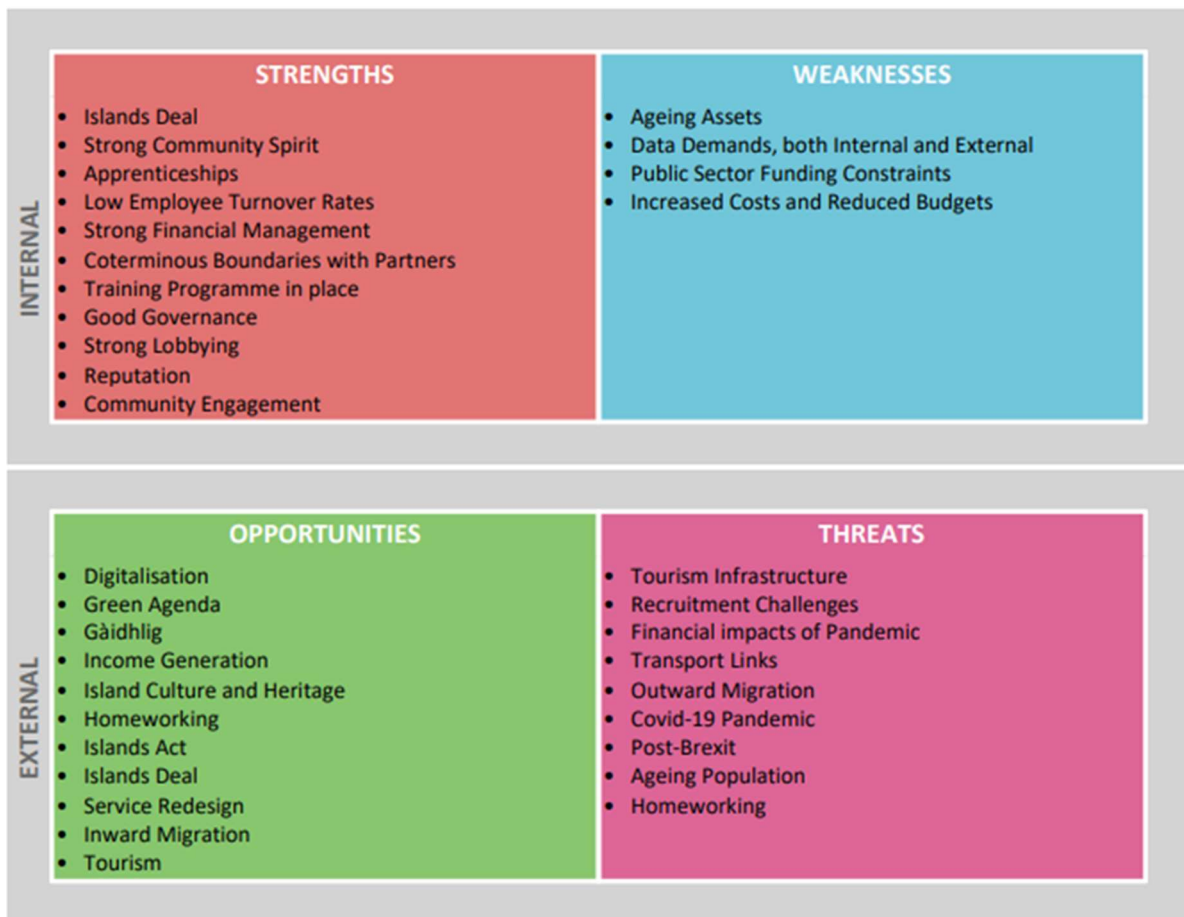 INTERNAL
STRENGTHS
• Islands Deal
• Strong Community Spirit
• Apprenticeships
• Low Employee Turnover Rates
• Strong Financial Management
• Coterminous Boundaries with Partners
• Training Programme in place
• Good Governance
• Strong Lobbying
• Reputation
• Community Engagement
WEAKNESSES
• Ageing Assets
• Data Demands, both Internal and External
• Public Sector Funding Constraints
• Increased Costs and Reduced Budgets
EXTERNAL
OPPORTUNITIES
• Digitalisation
• Green Agenda
• Gàidhlig
• Income Generation
• Island Culture and Heritage
• Homeworking
• Islands Act
• Islands Deal
• Service Redesign
• Inward Migration
• Tourism
THREATS
• Tourism Infrastructure
• Recruitment Challenges
• Financial impacts of Pandemic
• Transport Links
• Outward Migration
• Covid-19 Pandemic
• Post-Brexit
• Ageing Population
• Homeworking